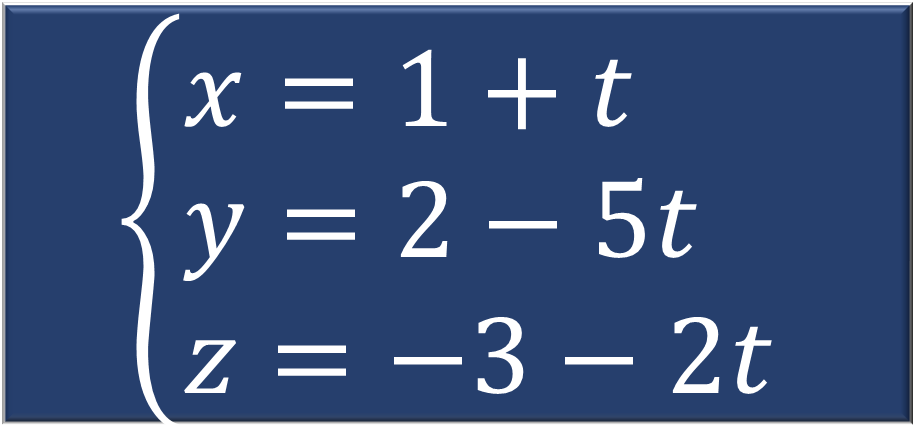 x = 1 + t
y = 2 − 5t
z = −3 − 2t